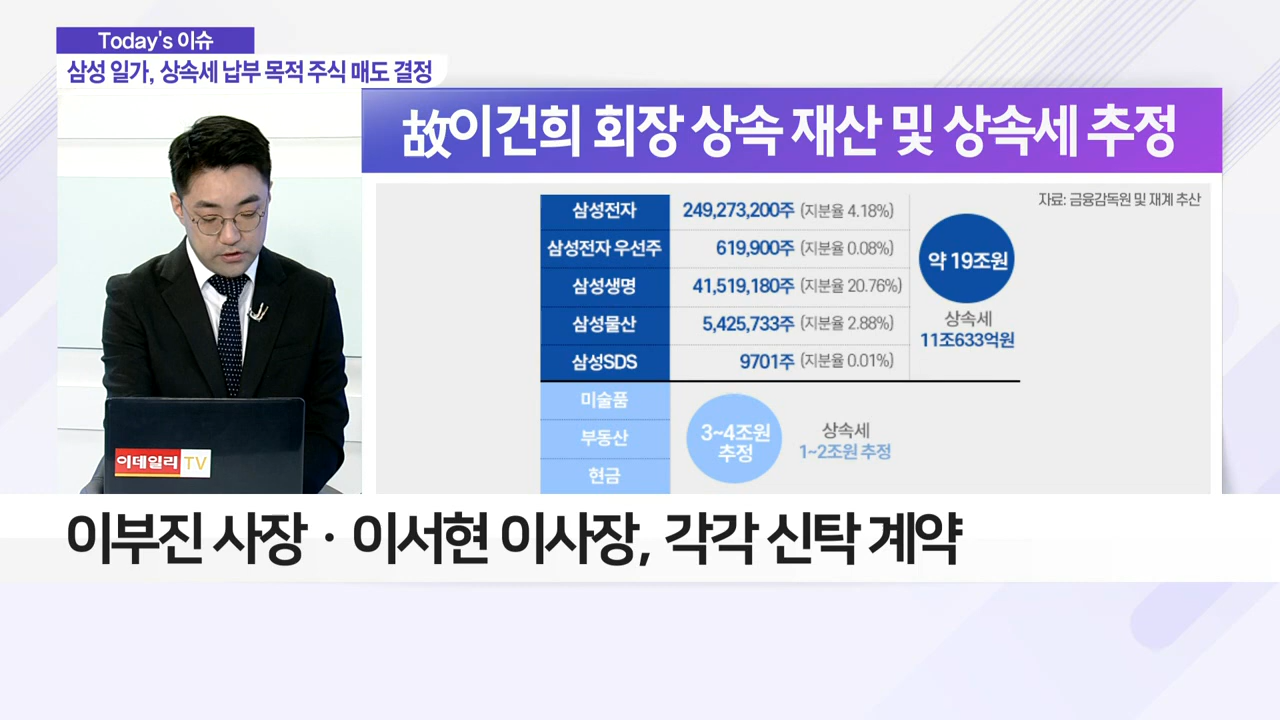 Today's 이슈
삼성 일가, 상속세 납부 목적 주식 매도 결정
故이건희 회장 상속 재산 및 상속세 추정
자료: 금융감독원 및 재계 추산
삼성전자 249,273,200주 (지분율 4.18%)
삼성전자 우선주 619,900주 (지분율 0.08%)
삼성생명 41,519,180주 (지분율 20.76%)
삼성물산 5,425,733주 (지분율 2.88%)
삼성SDS 9701주 (지분율 0.01%)
약 19조원
상속세
11조633억원
미술품
부동산
현금
3~4조원
추정
상속세
1~2조원 추정
이데일리 TV
이부진 사장 · 이서현 이사장, 각각 신탁 계약